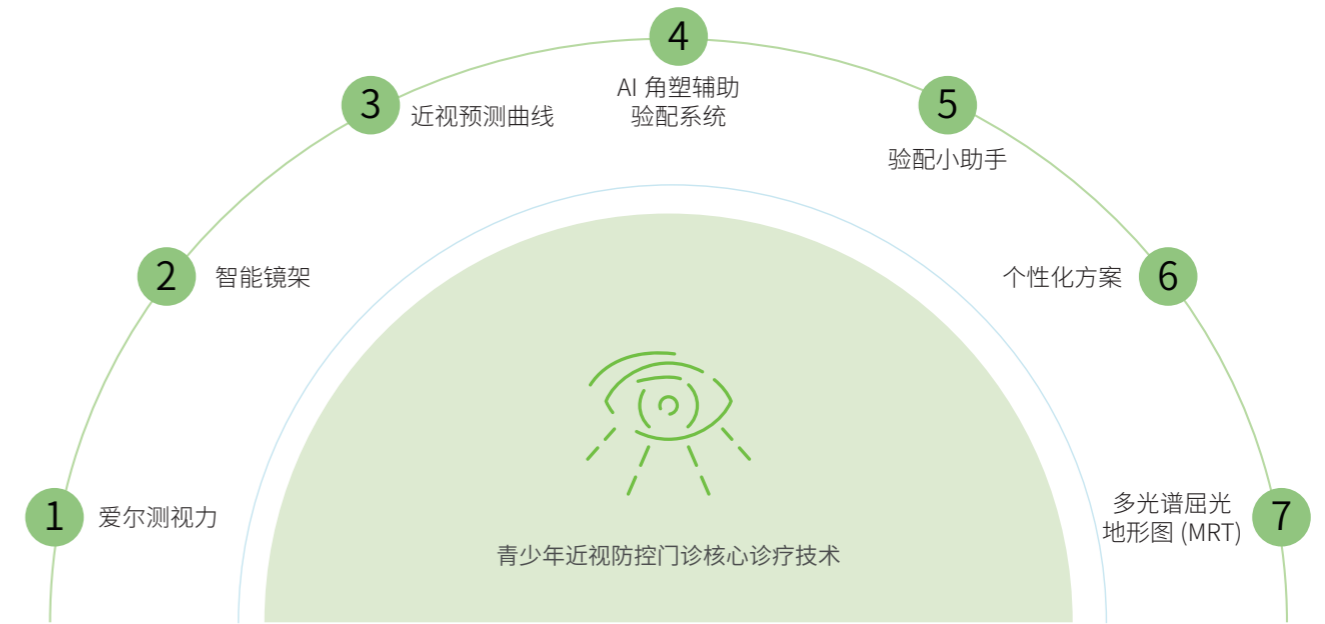 1
爱尔测视力
2
智能镜架
3
近视预测曲线
4
AI 角塑辅助
验配系统
5
验配小助手
6
个性化方案
7
多光谱屈光
地形图 (MRT)
青少年近视防控门诊核心诊疗技术